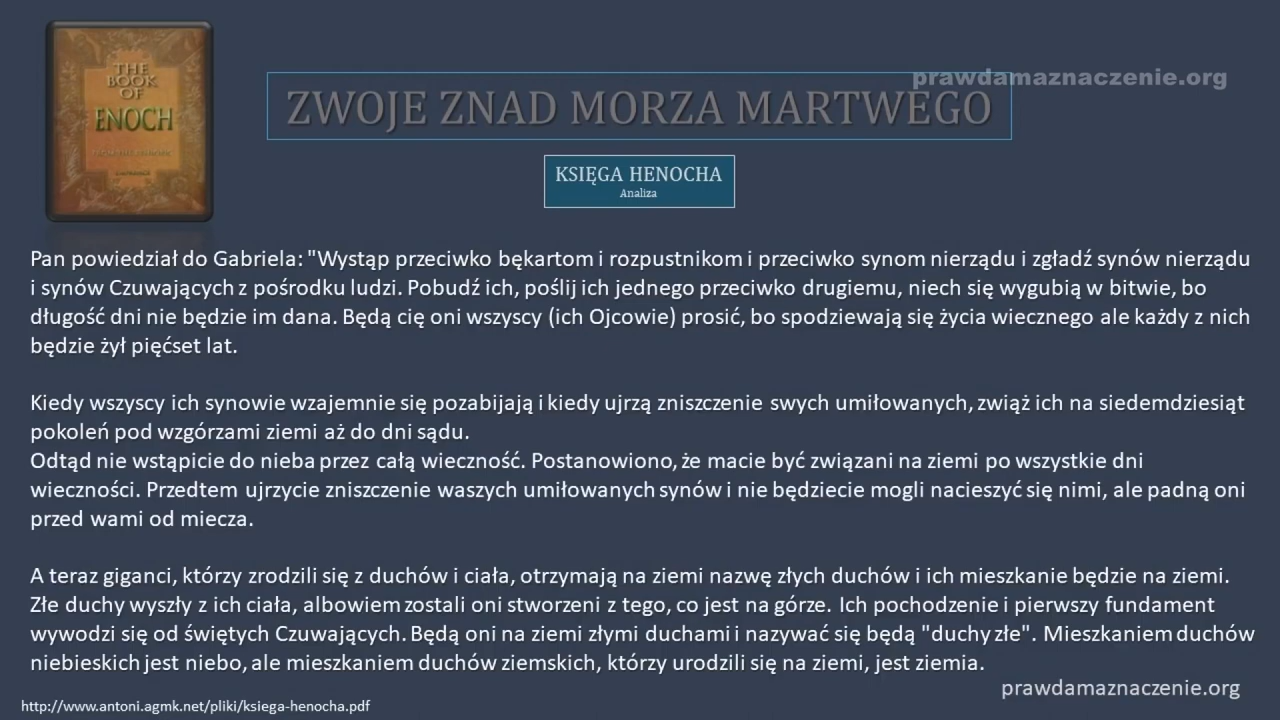 THE
BOOK
OF
ENOCH
prawdamaznaczenie.org
ZWOJE ZNAD MORZA MARTWEGO
KSIĘGA HENOCHA
Analiza
Pan powiedział do Gabriela: "Wystąp przeciwko bękartom i rozpustnikom i przeciwko synom nierządu i zgładź synów nierządu
i synów Czuwających z pośrodku ludzi. Pobudź ich, poślij ich jednego przeciwko drugiemu, niech się wygubią w bitwie, bo
długość dni nie będzie im dana. Będą cię oni wszyscy (ich Ojcowie) prosić, bo spodziewają się życia wiecznego ale każdy z nich
będzie żył pięćset lat.
Kiedy wszyscy ich synowie wzajemnie się pozabijają i kiedy ujrzą zniszczenie swych umiłowanych, zwiąż ich na siedemdziesiąt
pokoleń pod wzgórzami ziemi aż do dni sądu.
Odtąd nie wstąpicie do nieba przez całą wieczność. Postanowiono, że macie być związani na ziemi po wszystkie dni
wieczności. Przedtem ujrzycie zniszczenie waszych umiłowanych synów i nie będziecie mogli nacieszyć się nimi, ale padną oni
przed wami od miecza.
A teraz giganci, którzy zrodzili się z duchów i ciała, otrzymają na ziemi nazwę złych duchów i ich mieszkanie będzie na ziemi.
Złe duchy wyszły z ich ciała, albowiem zostali oni stworzeni z tego, co jest na górze. Ich pochodzenie i pierwszy fundament
wywodzi się od świętych Czuwających. Będą oni na ziemi złymi duchami i nazywać się będą "duchy złe". Mieszkaniem duchów
niebieskich jest niebo, ale mieszkaniem duchów ziemskich, którzy urodzili się na ziemi, jest ziemia.
prawdamaznaczenie.org
http://www.antoni.agmk.net/pliki/ksiega-henocha.pdf